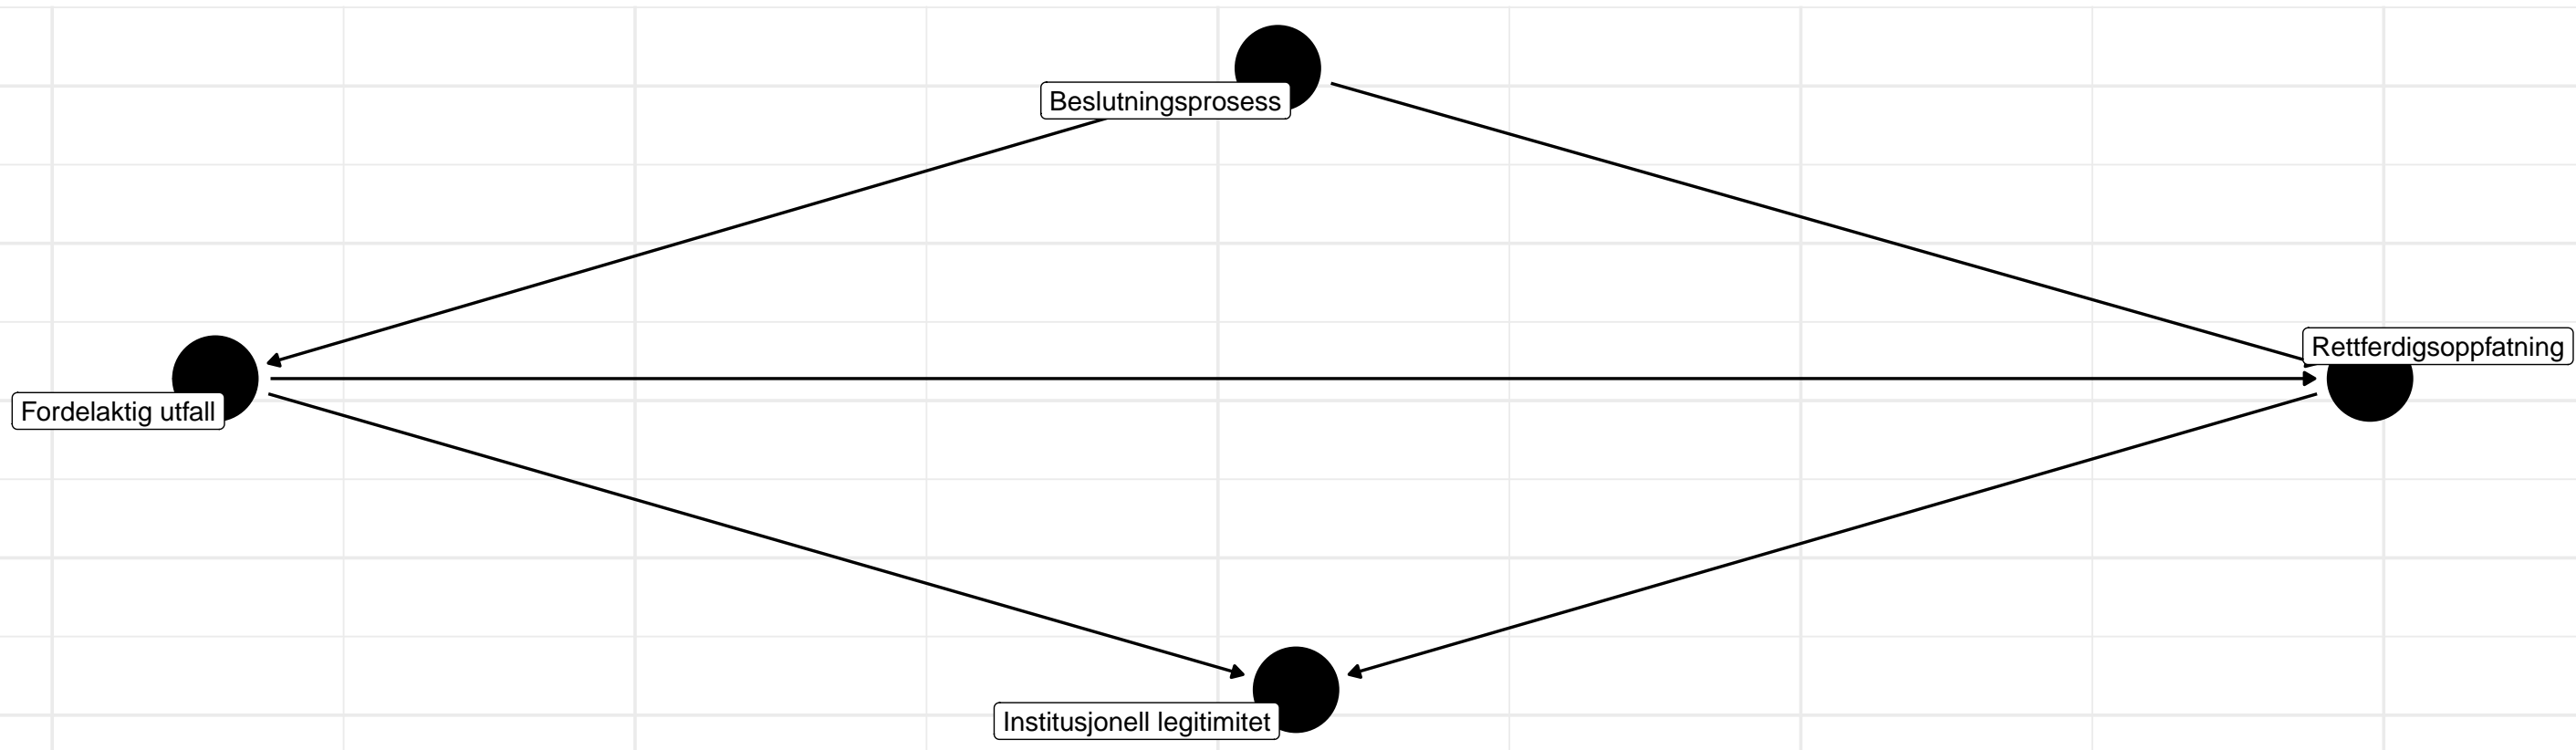 Beslutningsprosess
Rettferdigsoppfatning
Fordelaktig utfall
Institusjonell legitimitet